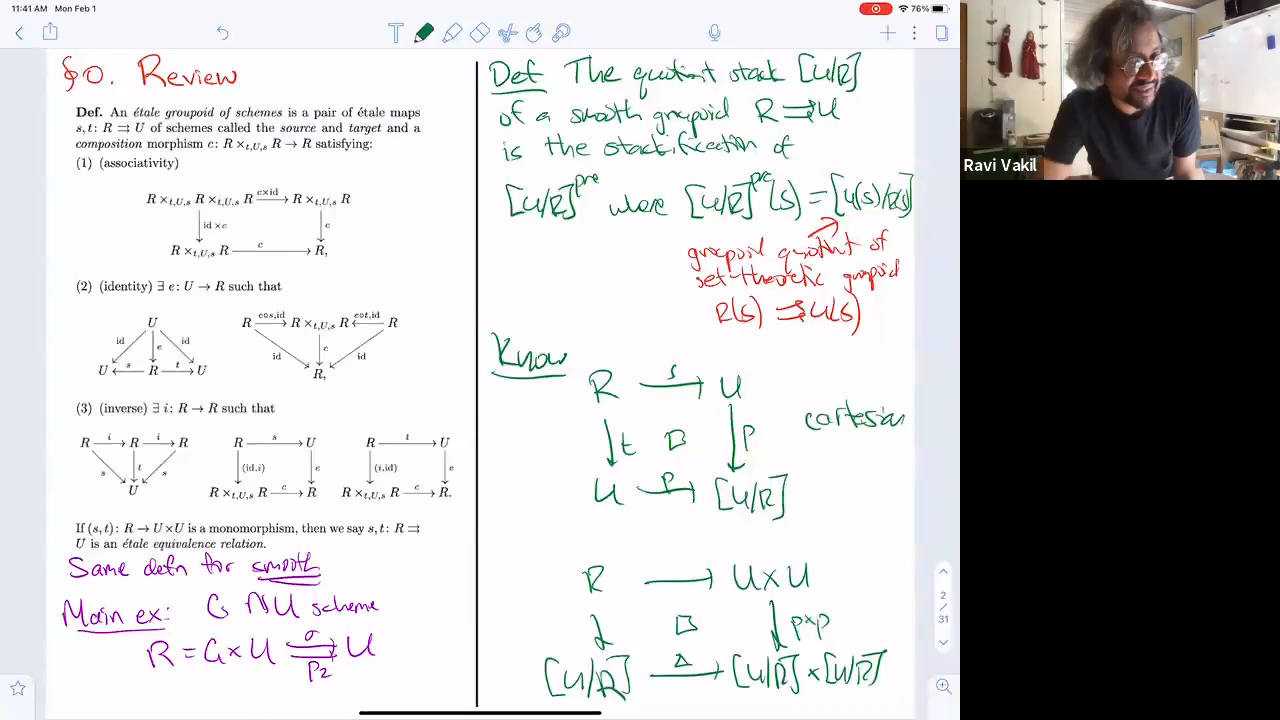 11:41 AM Mon Feb 1
76%
§0. Review
Def. An étale groupoid of schemes is a pair of étale maps
s, t: R ⇉ U of schemes called the source and target and a
composition morphism c: R ×t,U,s R → R satisfying:
(1) (associativity)
R ×t,U,s R ×t,U,s R c×id R ×t,U,s R
id×c c
R ×t,U,s R c R,
(2) (identity) ∃ e: U → R such that
U R e∘s,id R ×t,U,s R e∘t,id R
id e id id c id
U s R t U R,
(3) (inverse) ∃ i: R → R such that
R i R i R R s U R t U
s t s (id,i) e (i,id) e
U R ×t,U,s R c R R ×t,U,s R c R.
If (s, t): R → U×U is a monomorphism, then we say s, t: R ⇉
U is an étale equivalence relation.
Same defn for smooth
Main ex: G ↷ U scheme
R = G × U ⇉ U
σ
p2
Def The quotient stack [U/R]
of a smooth groupoid R ⇉ U
is the stackification of
[U/R]^pre where [U/R]^pre(S) = [U(S)/R(S)]
groupoid quotient of
set-theoretic groupoid
R(S) ⇉ U(S)
Know
R s U
t □ p cartesian
U p [U/R]
R → U × U
↓ □ ↓ p×p
[U/R] Δ [U/R] × [U/R]
2
/
31
Ravi Vakil